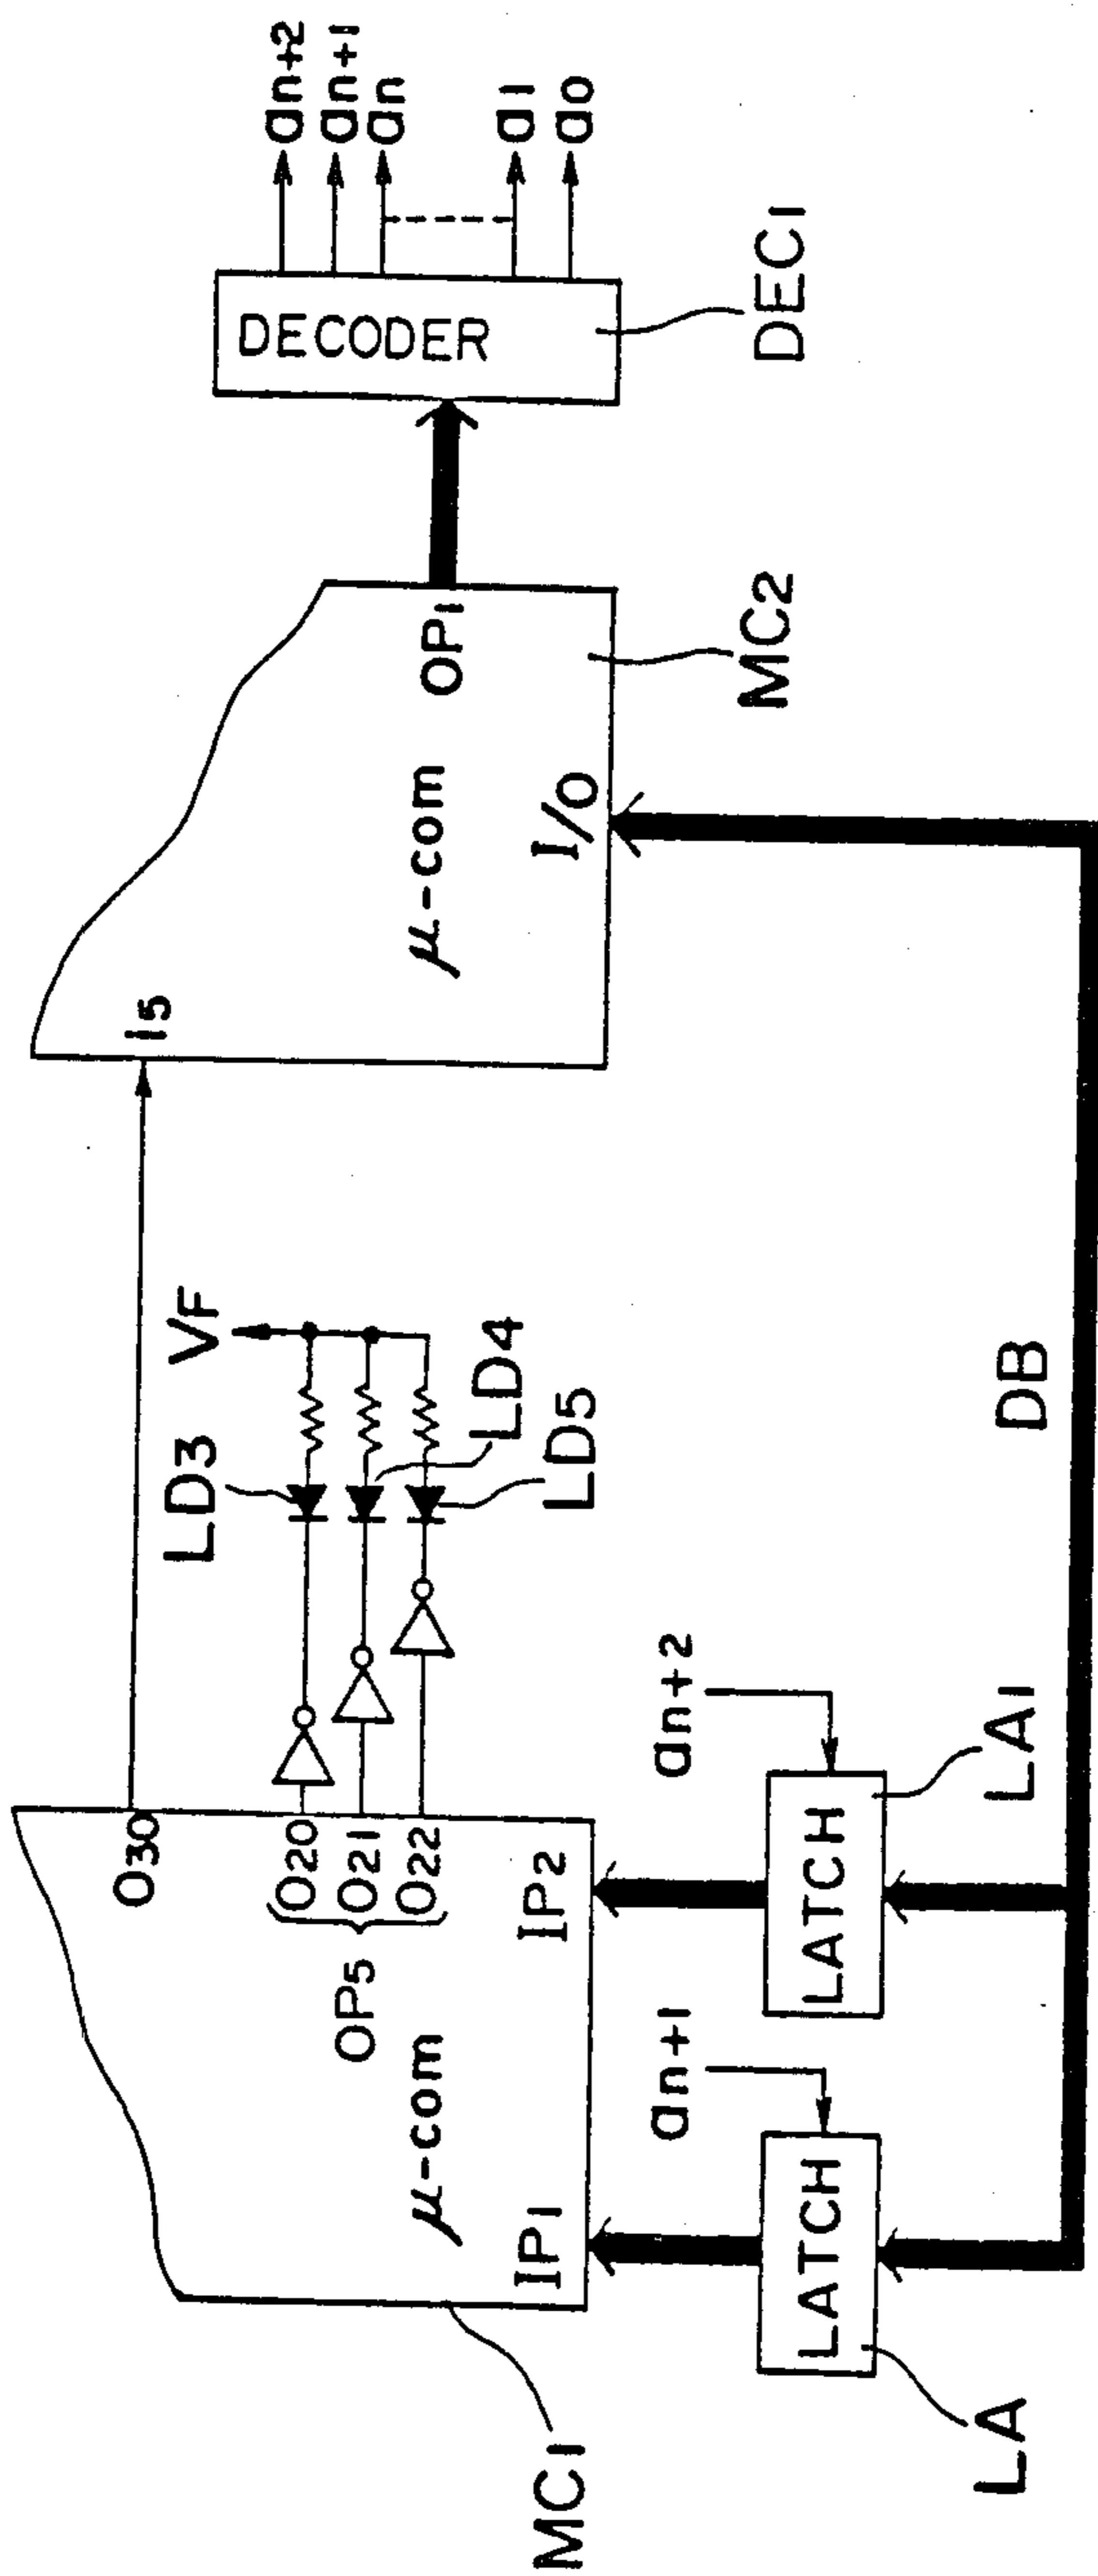 an+2
an+1
an
a1
a0
DECODER
DEC1
i5
μ-com
OP1
I/O
MC2
VF
LD3
LD4
LD5
O30
O20
O21
O22
OP5
μ-com
IP1
IP2
MC1
an+1
an+2
LATCH
LATCH
LA
LA1
DB